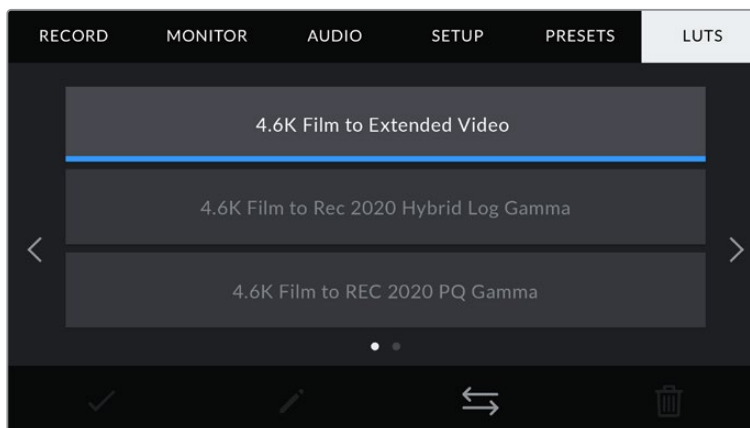 RECORD MONITOR AUDIO SETUP PRESETS LUTS
4.6K Film to Extended Video
4.6K Film to Rec 2020 Hybrid Log Gamma
4.6K Film to REC 2020 PQ Gamma